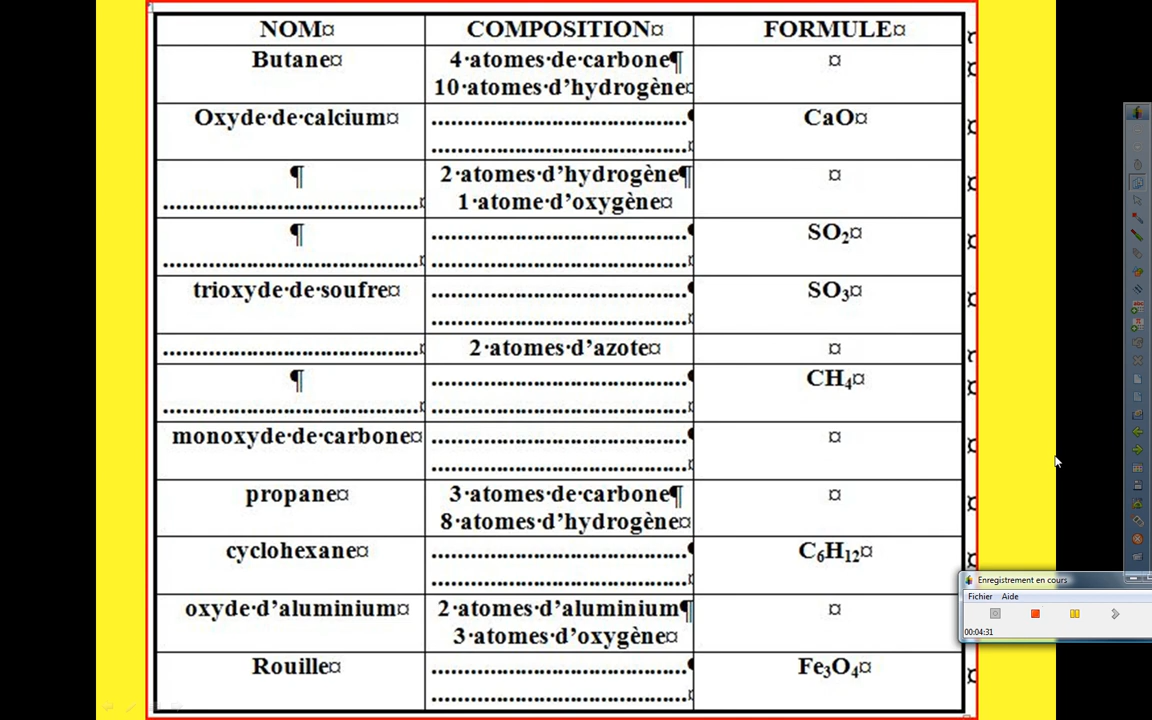 NOM¤ COMPOSITION¤ FORMULE¤
Butane¤ 4·atomes·de·carbone¶ ¤
10·atomes·d’hydrogène¤
Oxyde·de·calcium¤ ......................................¶ CaO¤
......................................¤
¶ 2·atomes·d’hydrogène¶ ¤
......................................¤ 1·atome·d’oxygène¤
¶ ......................................¶ SO₂¤
......................................¤ ......................................¤
trioxyde·de·soufre¤ ......................................¶ SO₃¤
......................................¤
......................................¤ 2·atomes·d’azote¤ ¤
¶ ......................................¶ CH₄¤
......................................¤ ......................................¤
monoxyde·de·carbone¤ ......................................¶ ¤
......................................¤
propane¤ 3·atomes·de·carbone¶ ¤
8·atomes·d’hydrogène¤
cyclohexane¤ ......................................¶ C₆H₁₂¤
......................................¤
oxyde·d’aluminium¤ 2·atomes·d’aluminium¶ ¤
3·atomes·d’oxygène¤
Rouille¤ ......................................¶ Fe₃O₄¤
......................................¤
Enregistrement en cours
Fichier Aide
00:04:31